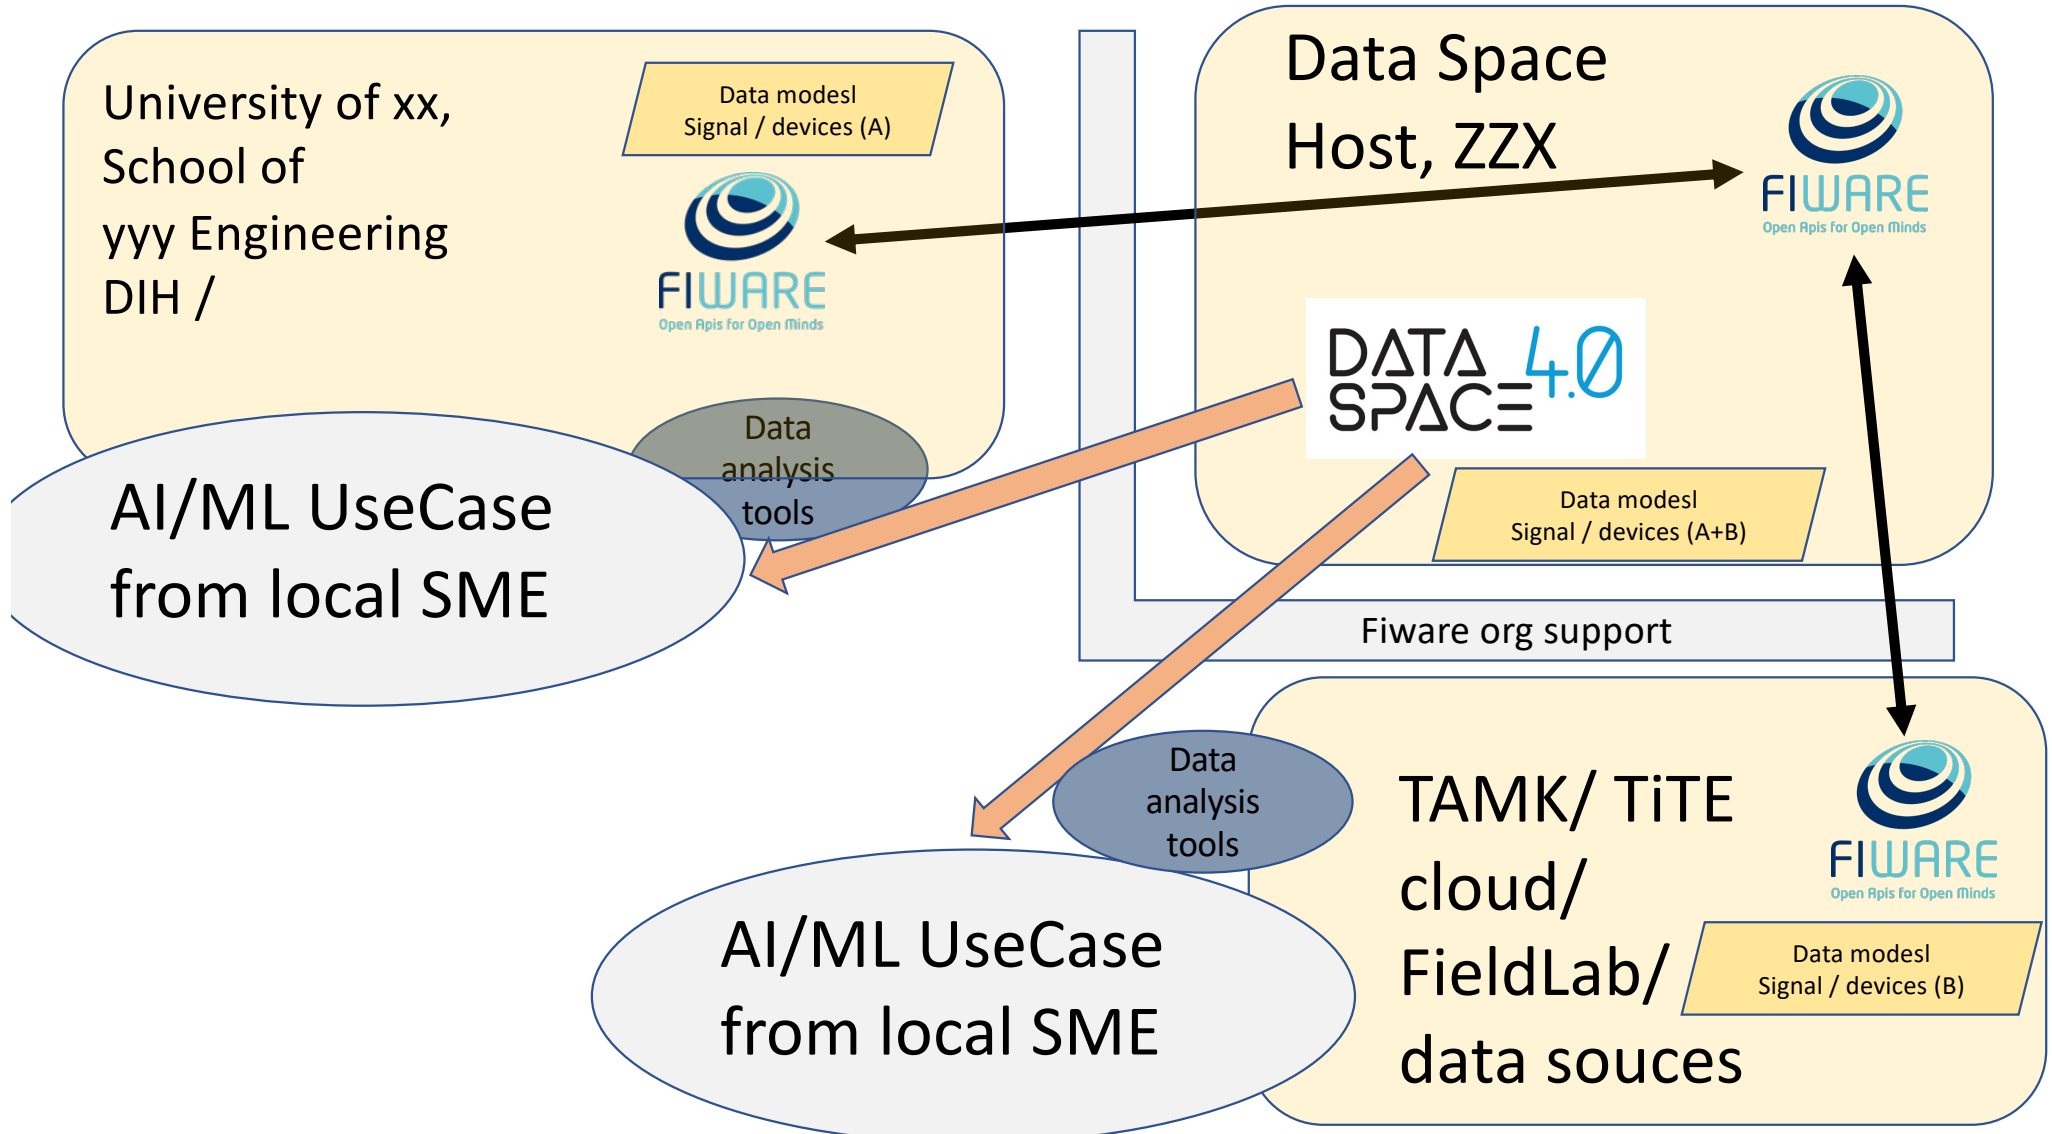 University of xx,
School of
yyy Engineering
DIH /
Data modesl
Signal / devices (A)
FIWARE
Open Apis for Open Minds
Data Space
Host, ZZX
FIWARE
Open Apis for Open Minds
DATA 4.0
SPACE
Data modesl
Signal / devices (A+B)
Data
analysis
tools
AI/ML UseCase
from local SME
Fiware org support
Data
analysis
tools
AI/ML UseCase
from local SME
TAMK/ TiTE
cloud/
FieldLab/
data souces
FIWARE
Open Apis for Open Minds
Data modesl
Signal / devices (B)